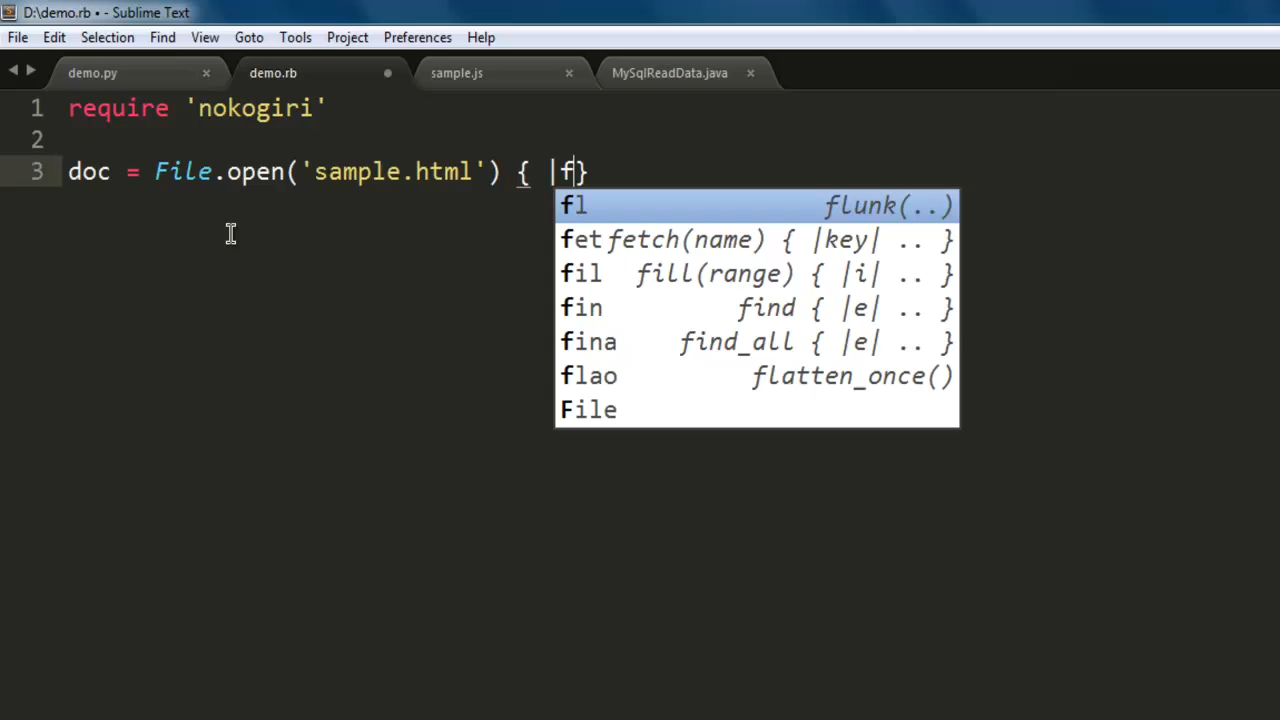 D:\demo.rb • - Sublime Text
File Edit Selection Find View Goto Tools Project Preferences Help
demo.py demo.rb sample.js MySqlReadData.java
1 require 'nokogiri'
2
3 doc = File.open('sample.html') { |f}
fl flunk(..)
fet fetch(name) { |key| .. }
fil fill(range) { |i| .. }
fin find { |e| .. }
fina find_all { |e| .. }
flao flatten_once()
File